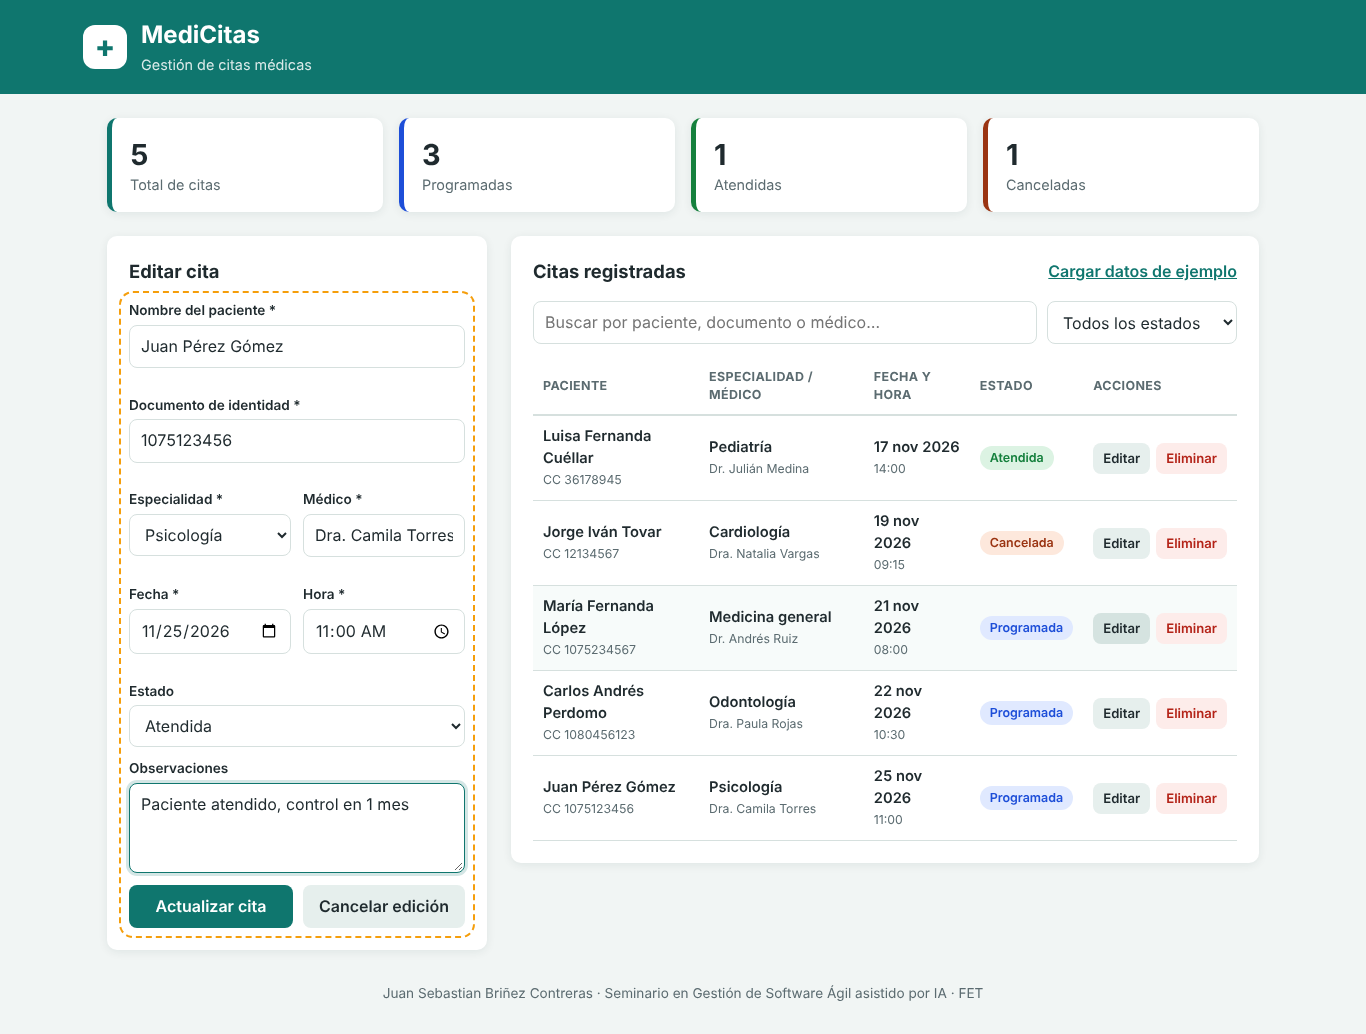 +
MediCitas
Gestión de citas médicas
5
Total de citas
3
Programadas
1
Atendidas
1
Canceladas
Editar cita
Nombre del paciente *
Juan Pérez Gómez
Documento de identidad *
1075123456
Especialidad *
Médico *
Psicología
Dra. Camila Torres
Fecha *
Hora *
11/25/2026
11:00 AM
Estado
Atendida
Observaciones
Paciente atendido, control en 1 mes
Actualizar cita
Cancelar edición
Citas registradas
Cargar datos de ejemplo
Buscar por paciente, documento o médico...
Todos los estados
PACIENTE
ESPECIALIDAD /
MÉDICO
FECHA Y
HORA
ESTADO
ACCIONES
Luisa Fernanda
Cuéllar
CC 36178945
Pediatría
Dr. Julián Medina
17 nov 2026
14:00
Atendida
Editar
Eliminar
Jorge Iván Tovar
CC 12134567
Cardiología
Dra. Natalia Vargas
19 nov
2026
09:15
Cancelada
Editar
Eliminar
María Fernanda
López
CC 1075234567
Medicina general
Dr. Andrés Ruiz
21 nov
2026
08:00
Programada
Editar
Eliminar
Carlos Andrés
Perdomo
CC 1080456123
Odontología
Dra. Paula Rojas
22 nov
2026
10:30
Programada
Editar
Eliminar
Juan Pérez Gómez
CC 1075123456
Psicología
Dra. Camila Torres
25 nov
2026
11:00
Programada
Editar
Eliminar
Juan Sebastian Briñez Contreras · Seminario en Gestión de Software Ágil asistido por IA · FET